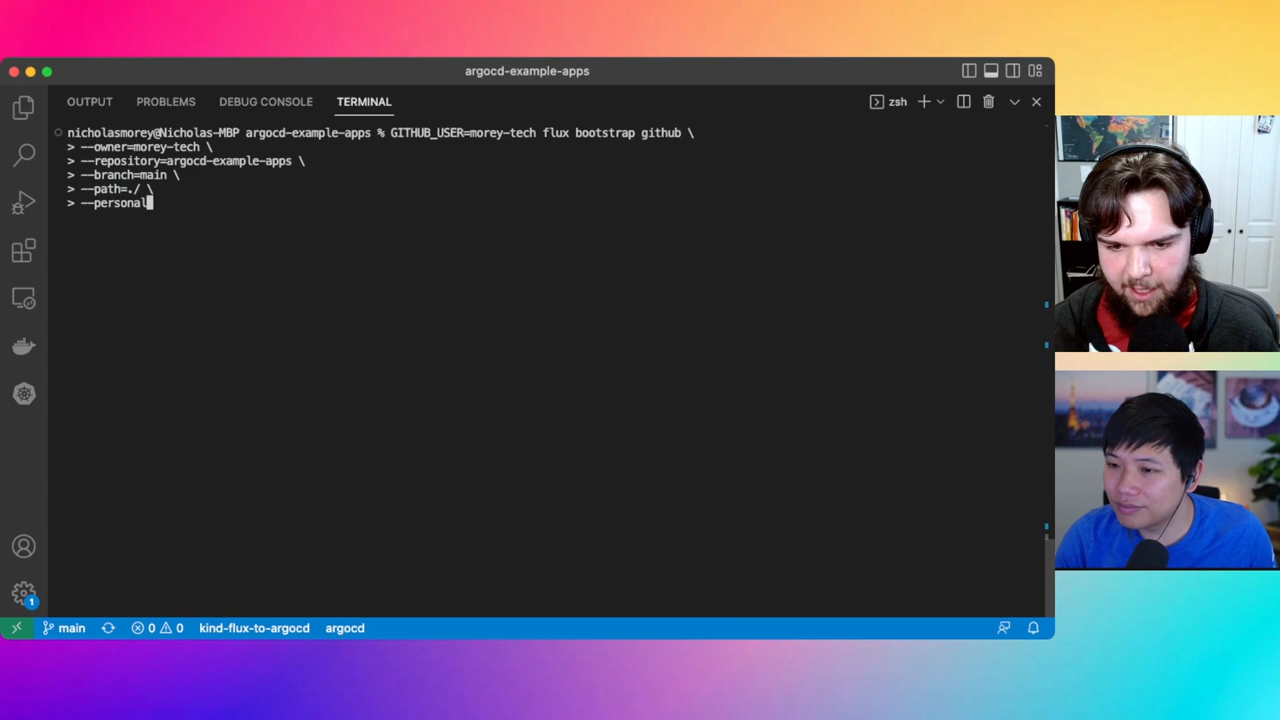 argocd-example-apps
OUTPUT PROBLEMS DEBUG CONSOLE TERMINAL zsh
nicholasmorey@Nicholas-MBP argocd-example-apps % GITHUB_USER=morey-tech flux bootstrap github \
> --owner=morey-tech \
> --repository=argocd-example-apps \
> --branch=main \
> --path=./ \
> --personal
1
main 0 0 kind-flux-to-argocd argocd